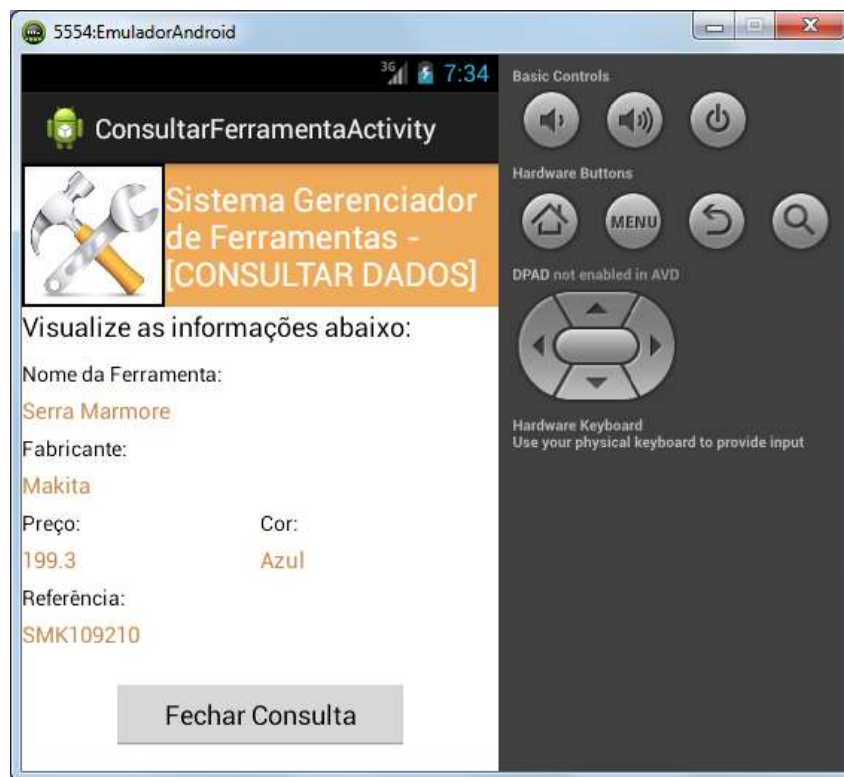 5554:EmuladorAndroid
3G 7:34
ConsultarFerramentaActivity
Sistema Gerenciador
de Ferramentas -
[CONSULTAR DADOS]
Visualize as informações abaixo:
Nome da Ferramenta:
Serra Marmore
Fabricante:
Makita
Preço: Cor:
199.3 Azul
Referência:
SMK109210
Fechar Consulta
Basic Controls
Hardware Buttons
MENU
DPAD not enabled in AVD
Hardware Keyboard
Use your physical keyboard to provide input